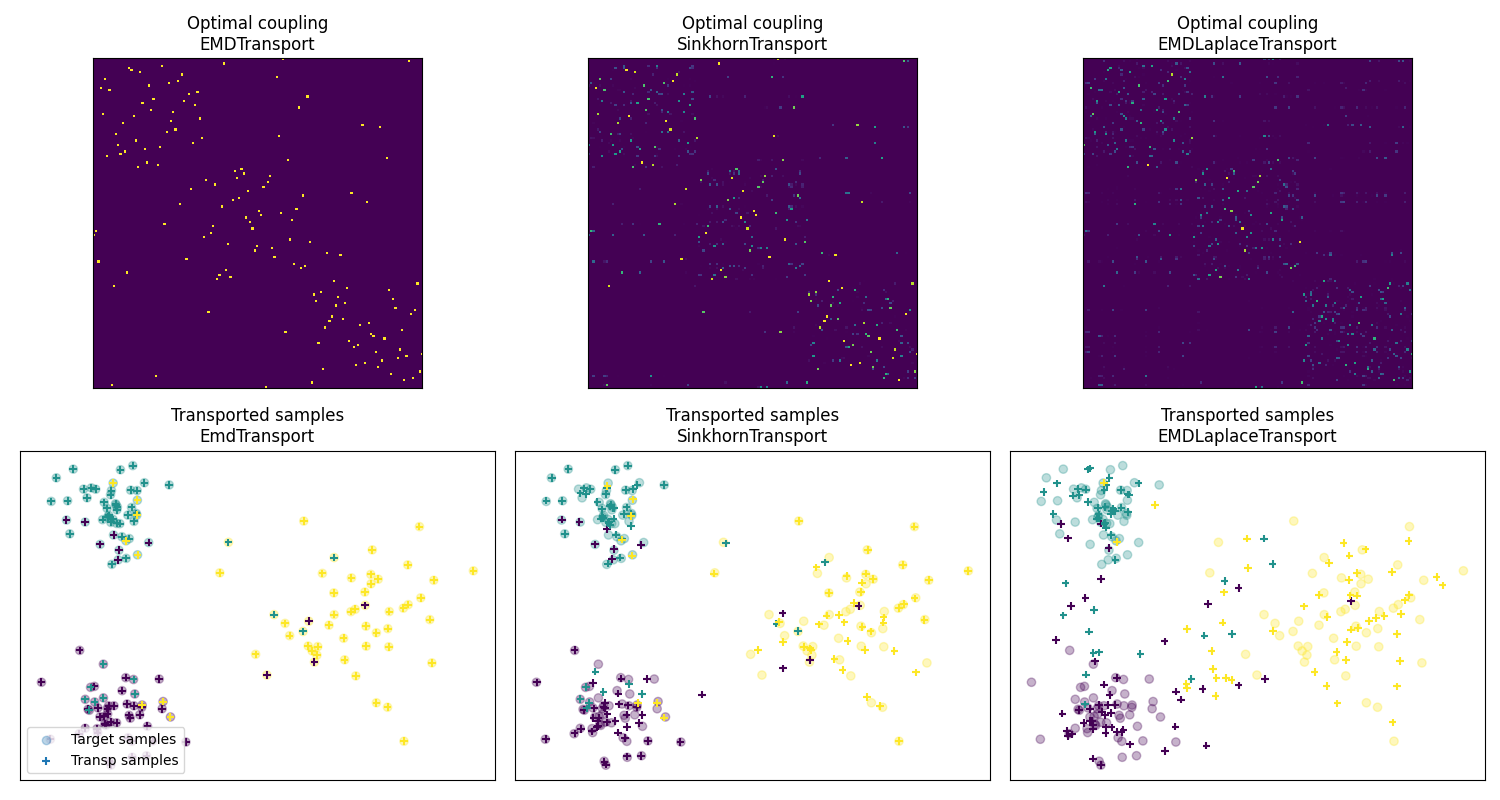 Optimal coupling
EMDTransport
Optimal coupling
SinkhornTransport
Optimal coupling
EMDLaplaceTransport
Transported samples
EmdTransport
Transported samples
SinkhornTransport
Transported samples
EMDLaplaceTransport
Target samples
Transp samples